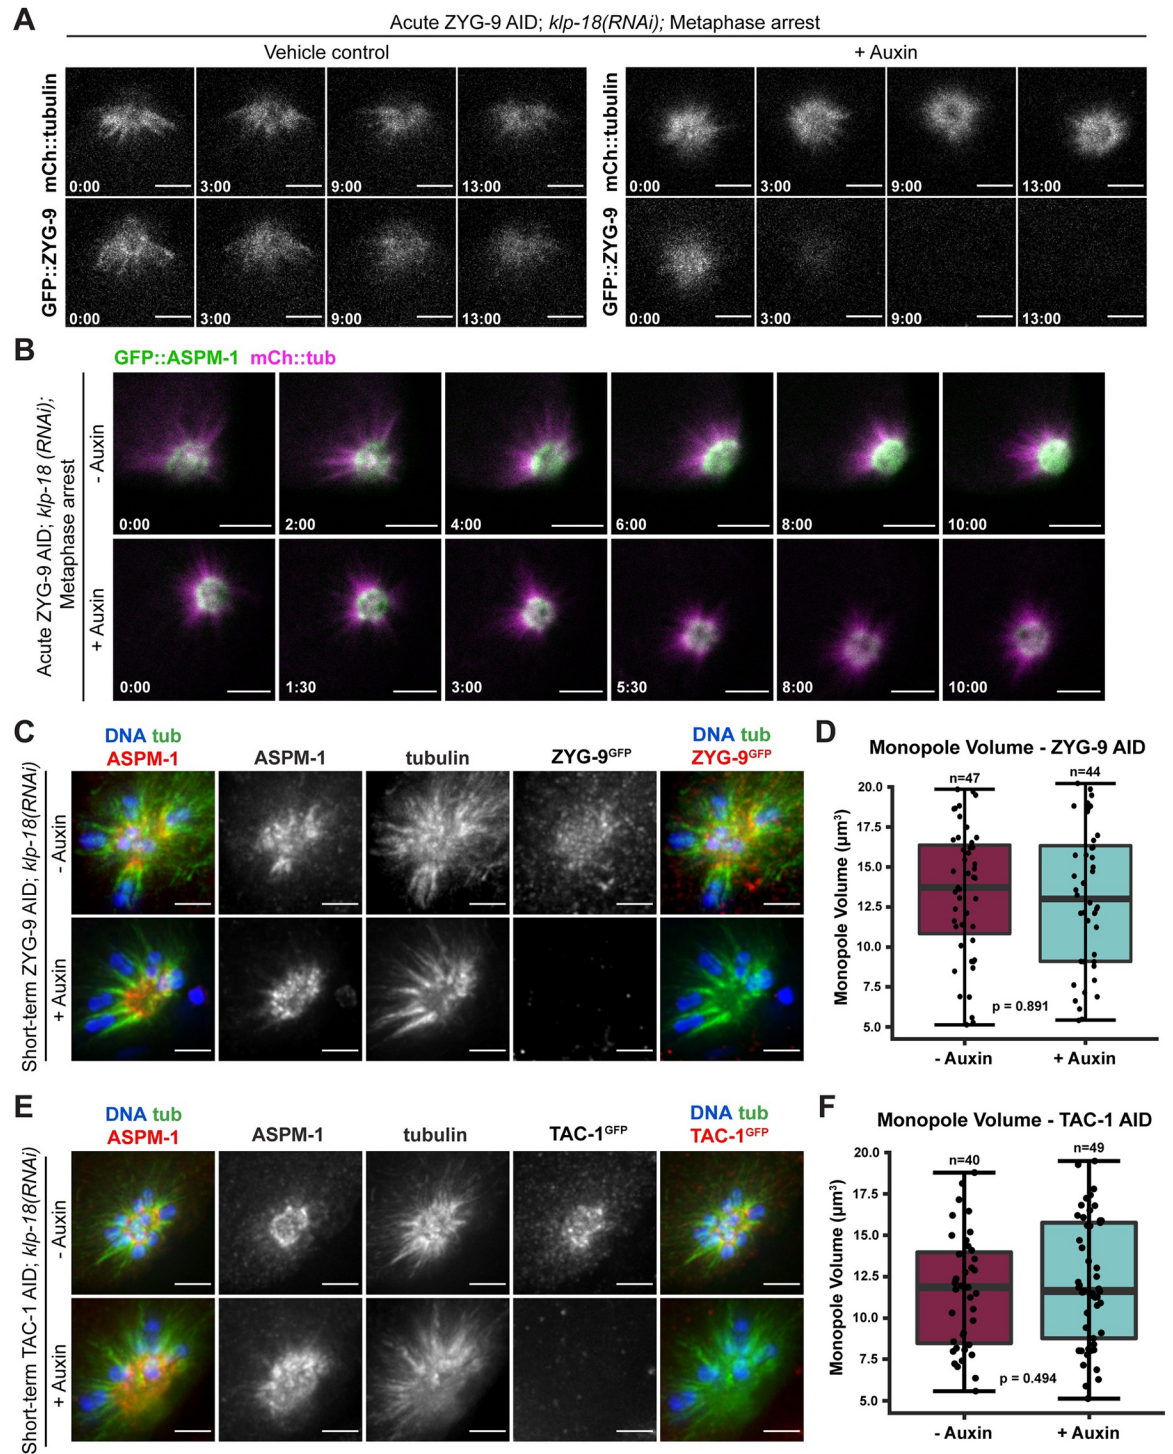 A
Acute ZYG-9 AID; klp-18(RNAi); Metaphase arrest
Vehicle control
+ Auxin
mCh::tubulin
0:00 3:00 9:00 13:00
0:00 3:00 9:00 13:00
GFP::ZYG-9
0:00 3:00 9:00 13:00
0:00 3:00 9:00 13:00
B
GFP::ASPM-1 mCh::tub
Acute ZYG-9 AID; klp-18 (RNAi);
Metaphase arrest
- Auxin
0:00 2:00 4:00 6:00 8:00 10:00
+ Auxin
0:00 1:30 3:00 5:30 8:00 10:00
C
Short-term ZYG-9 AID; klp-18(RNAi)
DNA tub
ASPM-1
ASPM-1
tubulin
ZYG-9GFP
DNA tub
ZYG-9GFP
- Auxin
+ Auxin
D
Monopole Volume - ZYG-9 AID
n=47
n=44
Monopole Volume (µm³)
20.0
17.5
15.0
12.5
10.0
7.5
5.0
p = 0.891
- Auxin
+ Auxin
E
Short-term TAC-1 AID; klp-18(RNAi)
DNA tub
ASPM-1
ASPM-1
tubulin
TAC-1GFP
DNA tub
TAC-1GFP
- Auxin
+ Auxin
F
Monopole Volume - TAC-1 AID
n=40
n=49
Monopole Volume (µm³)
20.0
17.5
15.0
12.5
10.0
7.5
5.0
p = 0.494
- Auxin
+ Auxin